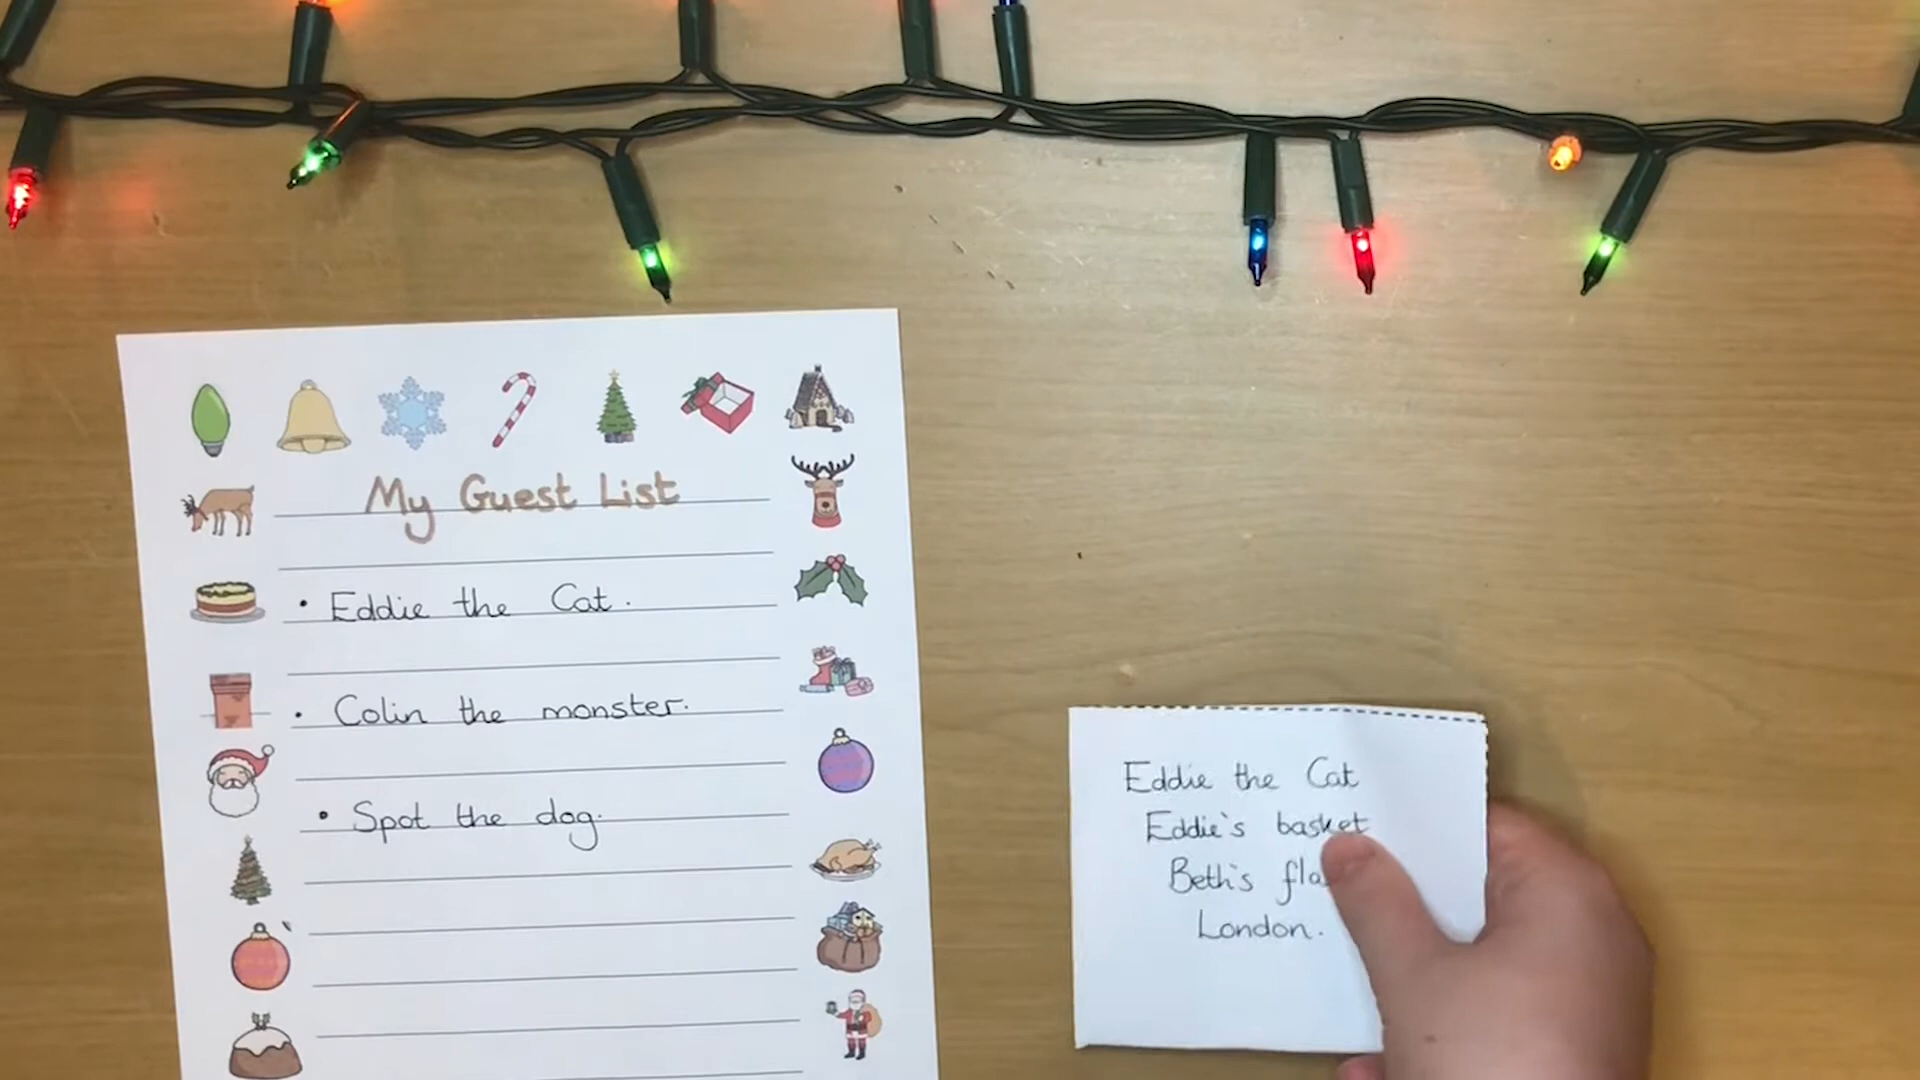 My Guest List
• Eddie the Cat.
• Colin the monster.
• Spot the dog.
Eddie the Cat
Eddie's basket
Beth's
London.